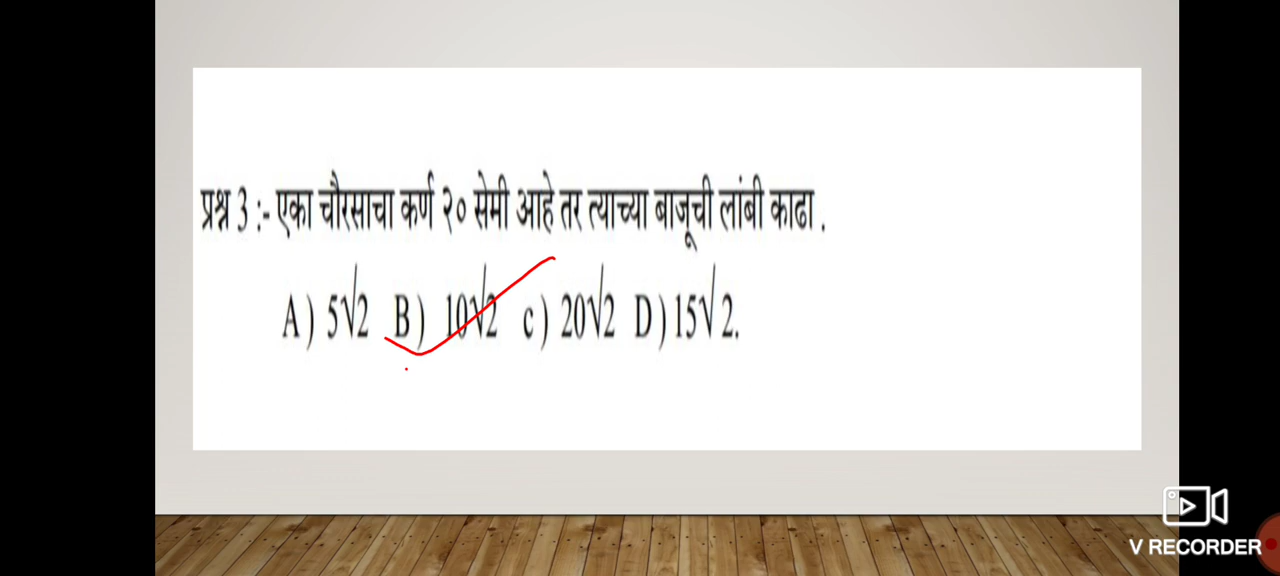 प्रश्न 3 :- एका चौरसाचा कर्ण २० सेमी आहे तर त्याच्या बाजूची लांबी काढा .
A ) 5√2 B ) 10√2 c ) 20√2 D ) 15√ 2.
V RECORDER